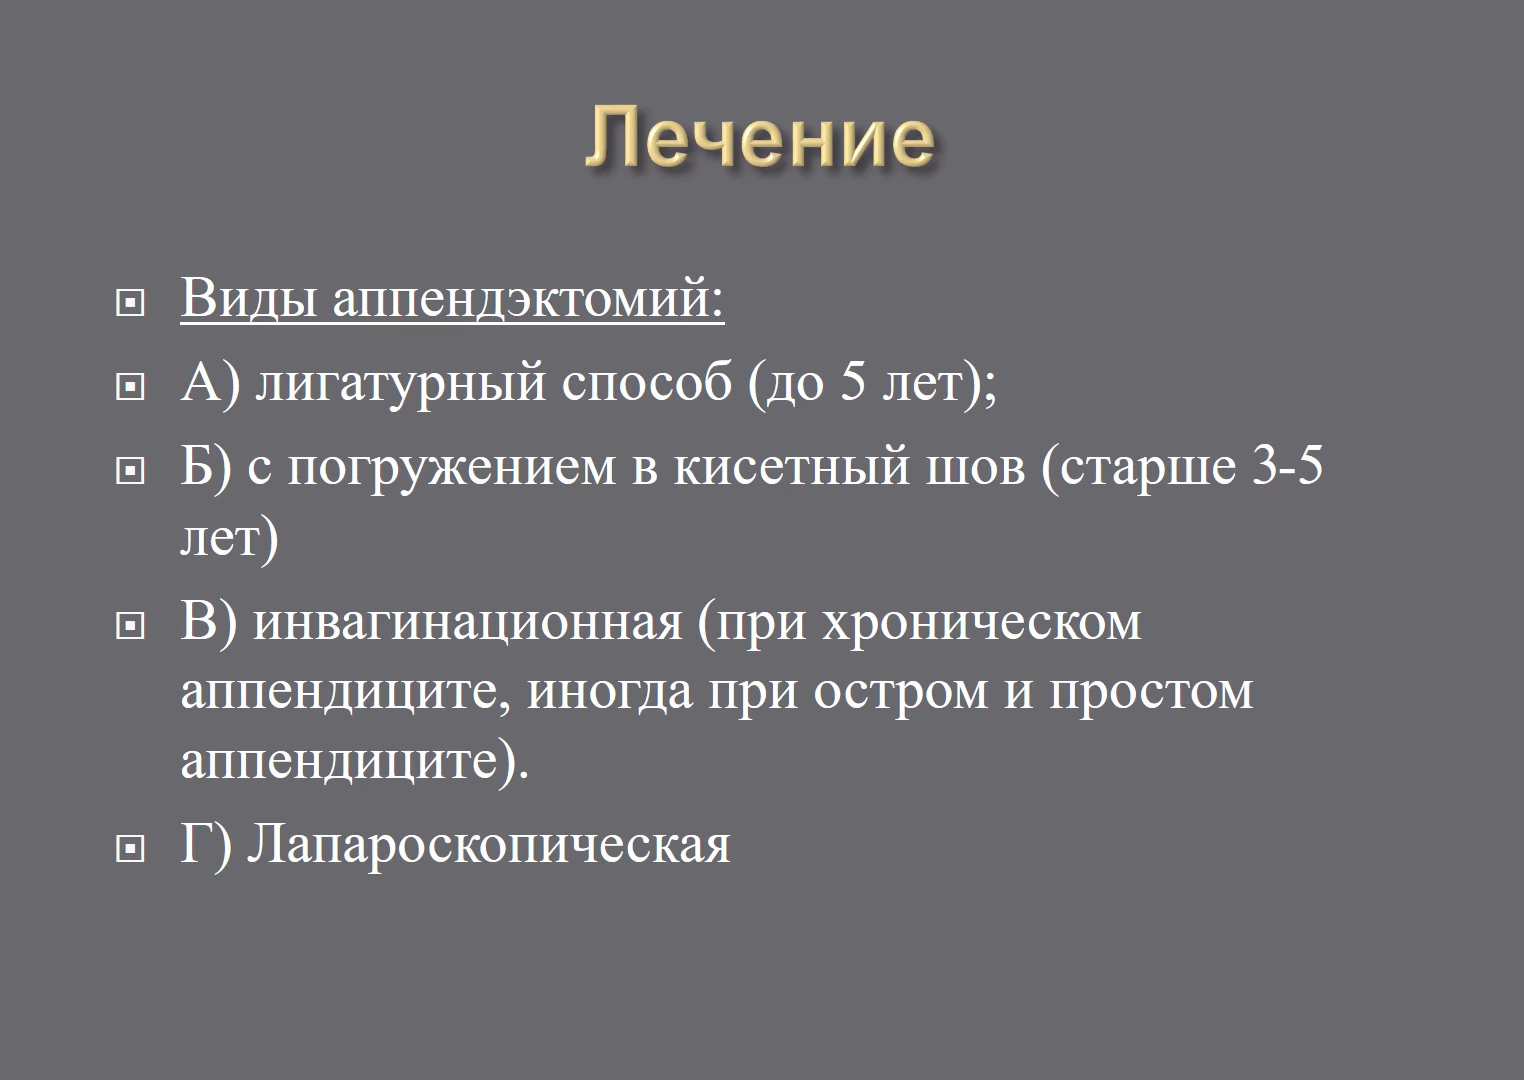 Лечение
Виды аппендэктомий:
А) лигатурный способ (до 5 лет);
Б) с погружением в кисетный шов (старше 3-5
лет)
В) инвагинационная (при хроническом
аппендиците, иногда при остром и простом
аппендиците).
Г) Лапароскопическая